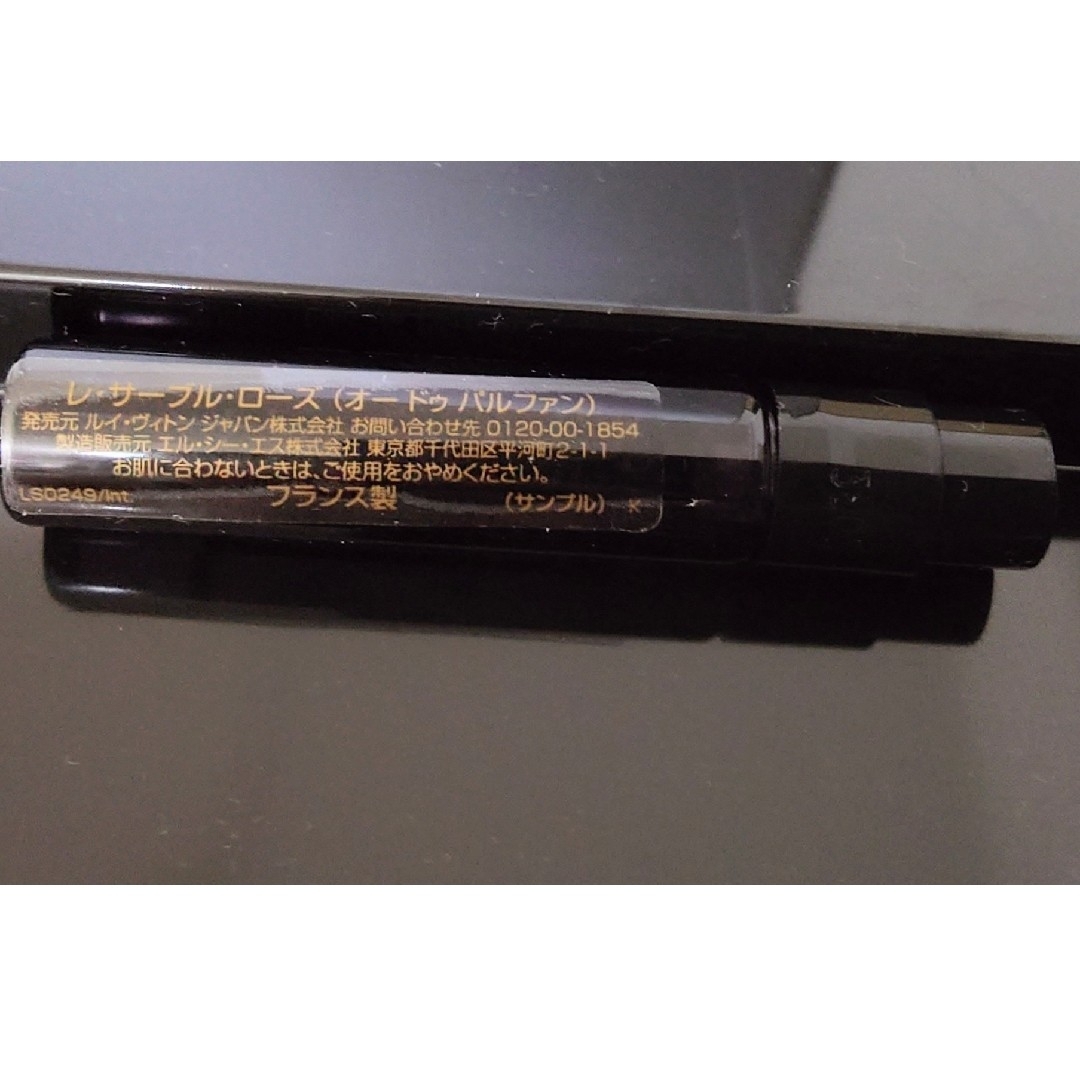 レ・サーブル・ローズ（オー ドゥ パルファン）
発売元 ルイ・ヴィトン ジャパン株式会社 お問い合わせ先 0120-00-1854
製造販売元 エル・シー・エス株式会社 東京都千代田区平河町2-1-1
お肌に合わないときは、ご使用をおやめください。
LS0249/Int. フランス製 （サンプル） K